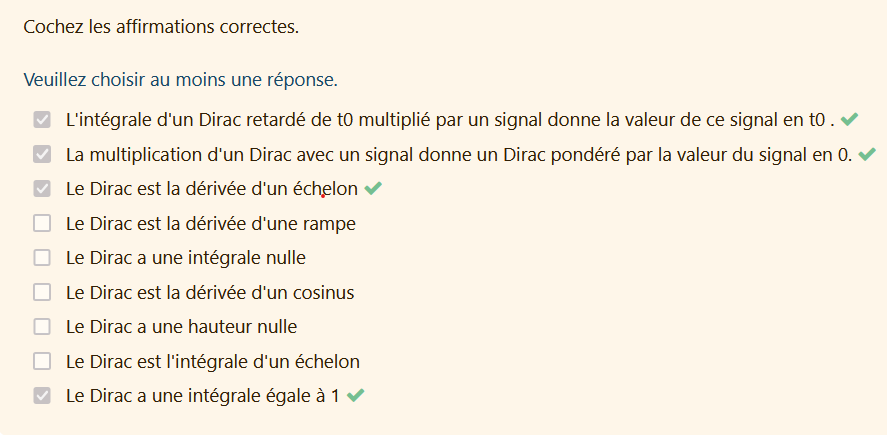 Cochez les affirmations correctes.
Veuillez choisir au moins une réponse.
L'intégrale d'un Dirac retardé de t0 multiplié par un signal donne la valeur de ce signal en t0 .
La multiplication d'un Dirac avec un signal donne un Dirac pondéré par la valeur du signal en 0.
Le Dirac est la dérivée d'un échelon
Le Dirac est la dérivée d'une rampe
Le Dirac a une intégrale nulle
Le Dirac est la dérivée d'un cosinus
Le Dirac a une hauteur nulle
Le Dirac est l'intégrale d'un échelon
Le Dirac a une intégrale égale à 1